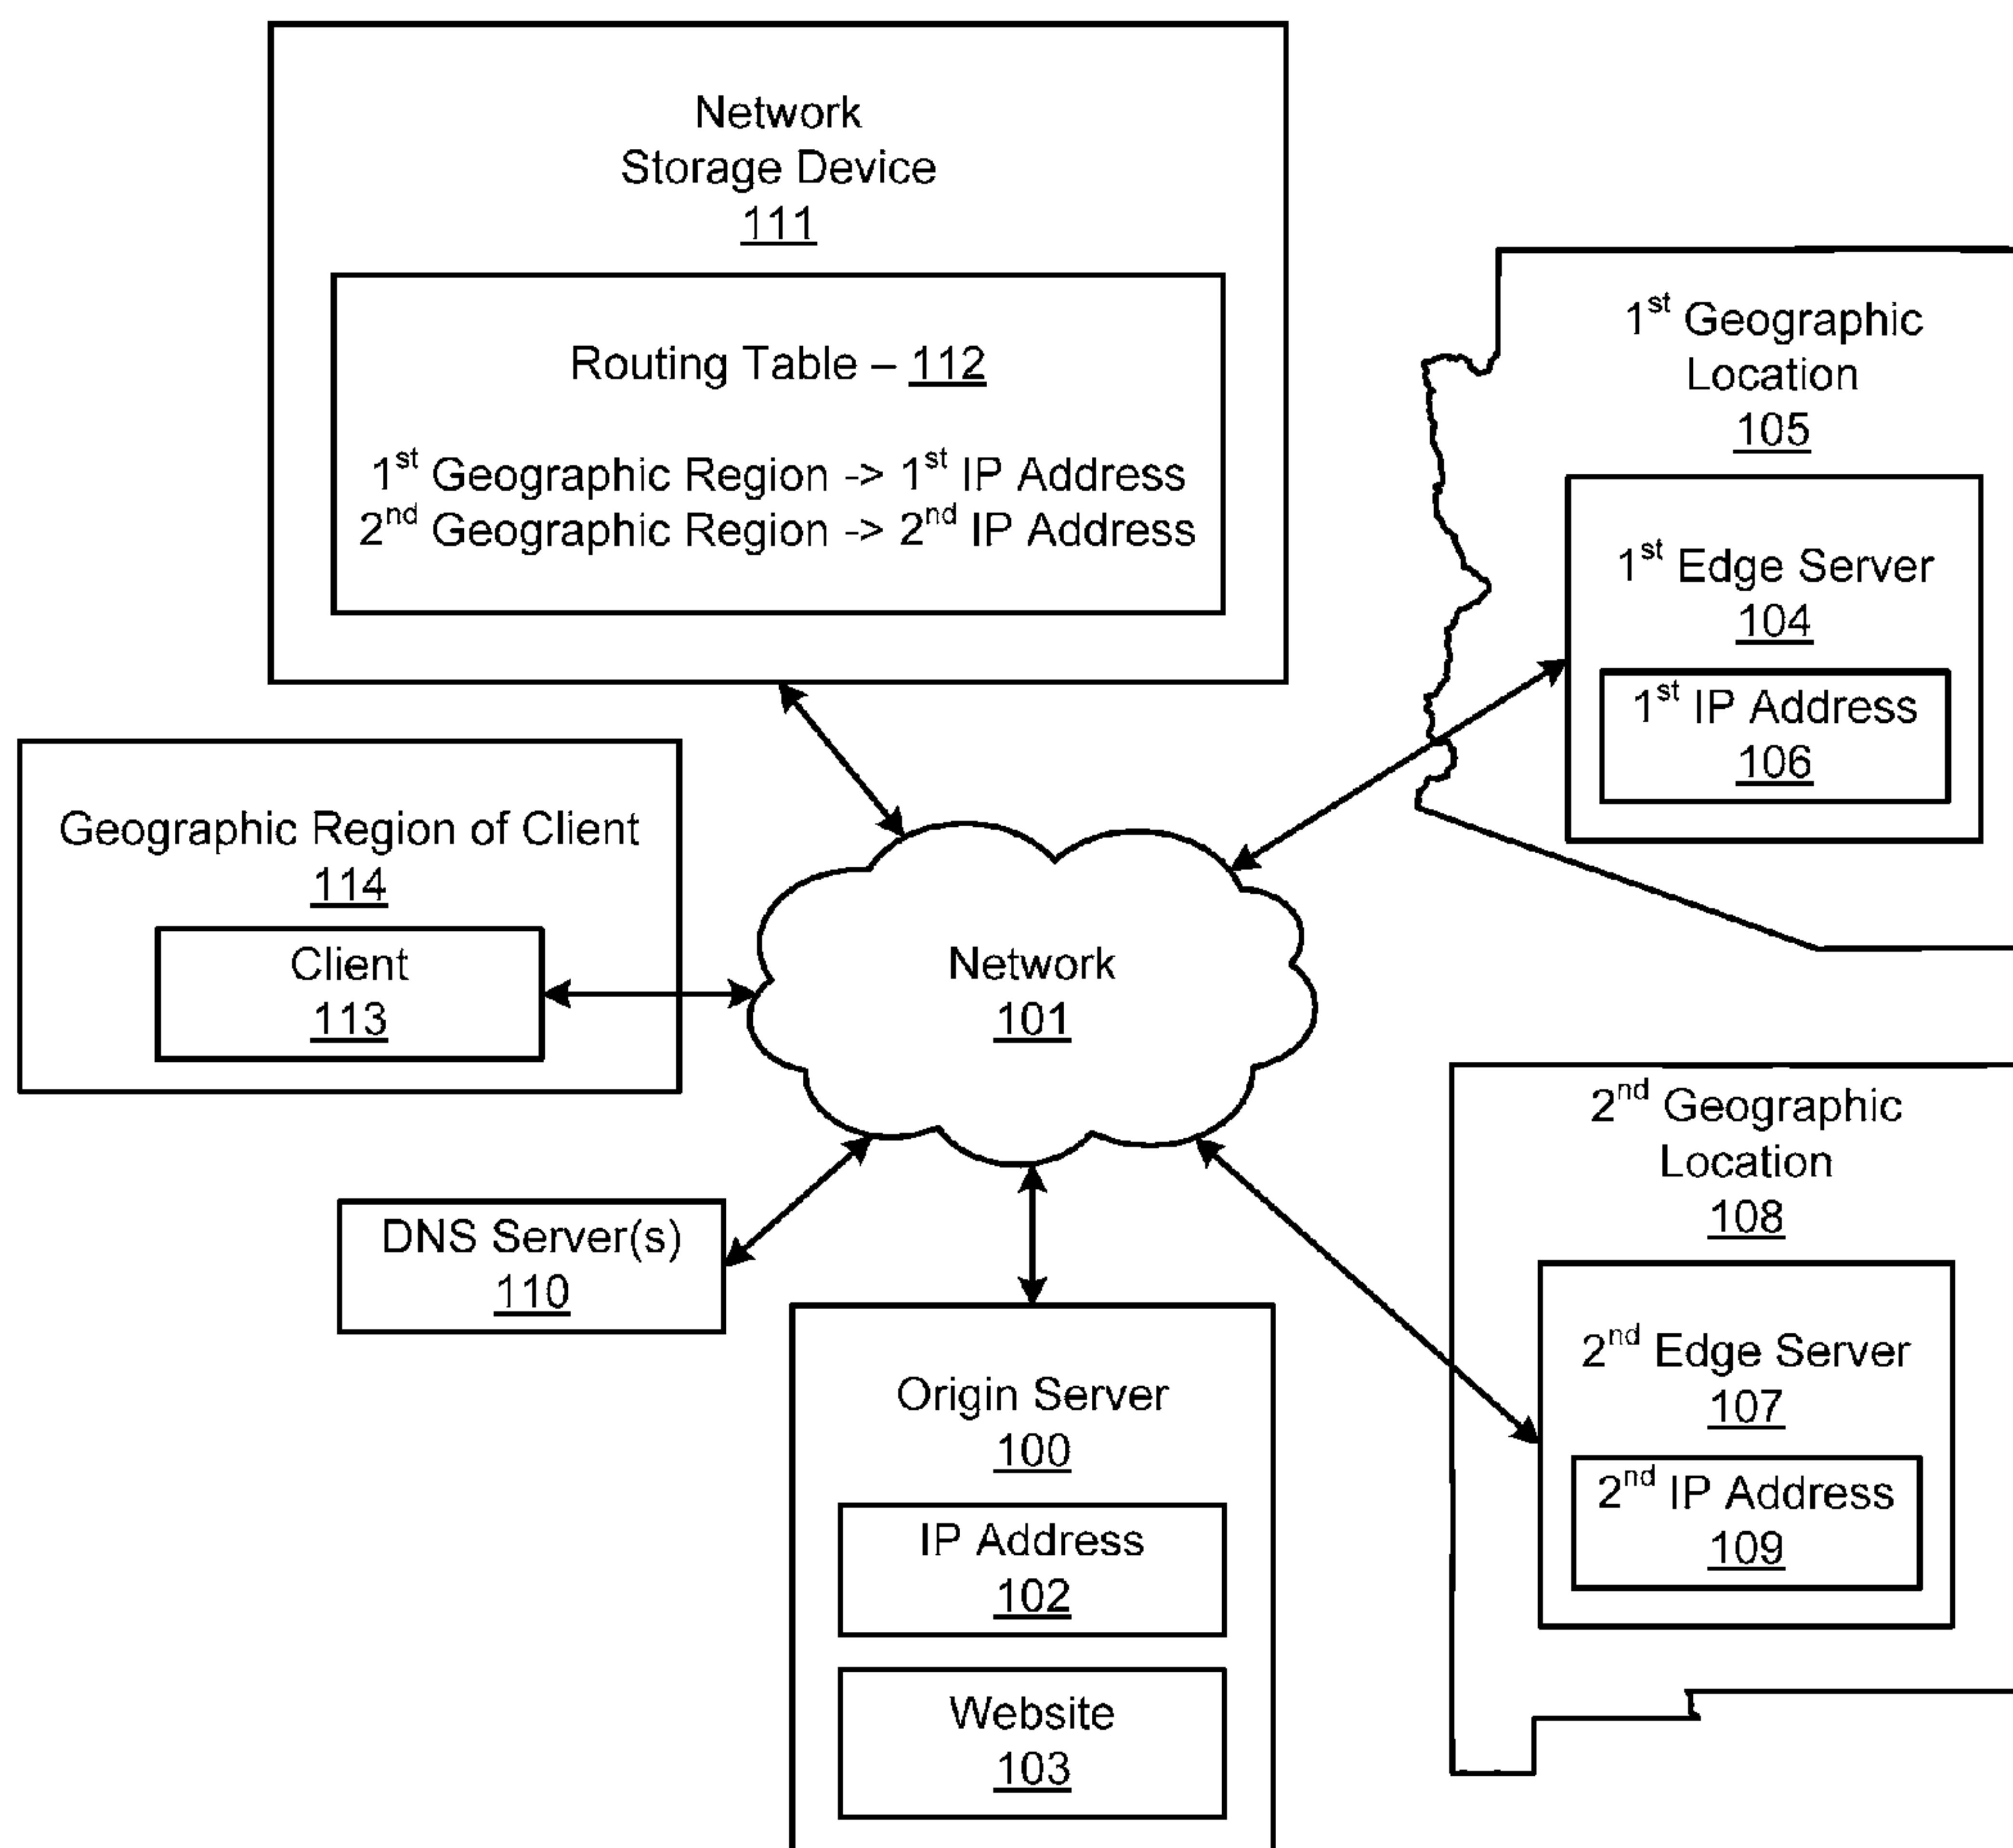 Network
Storage Device
111
Routing Table – 112
1st Geographic Region -> 1st IP Address
2nd Geographic Region -> 2nd IP Address
1st Geographic
Location
105
1st Edge Server
104
1st IP Address
106
Geographic Region of Client
114
Client
113
Network
101
2nd Geographic
Location
108
2nd Edge Server
107
2nd IP Address
109
DNS Server(s)
110
Origin Server
100
IP Address
102
Website
103